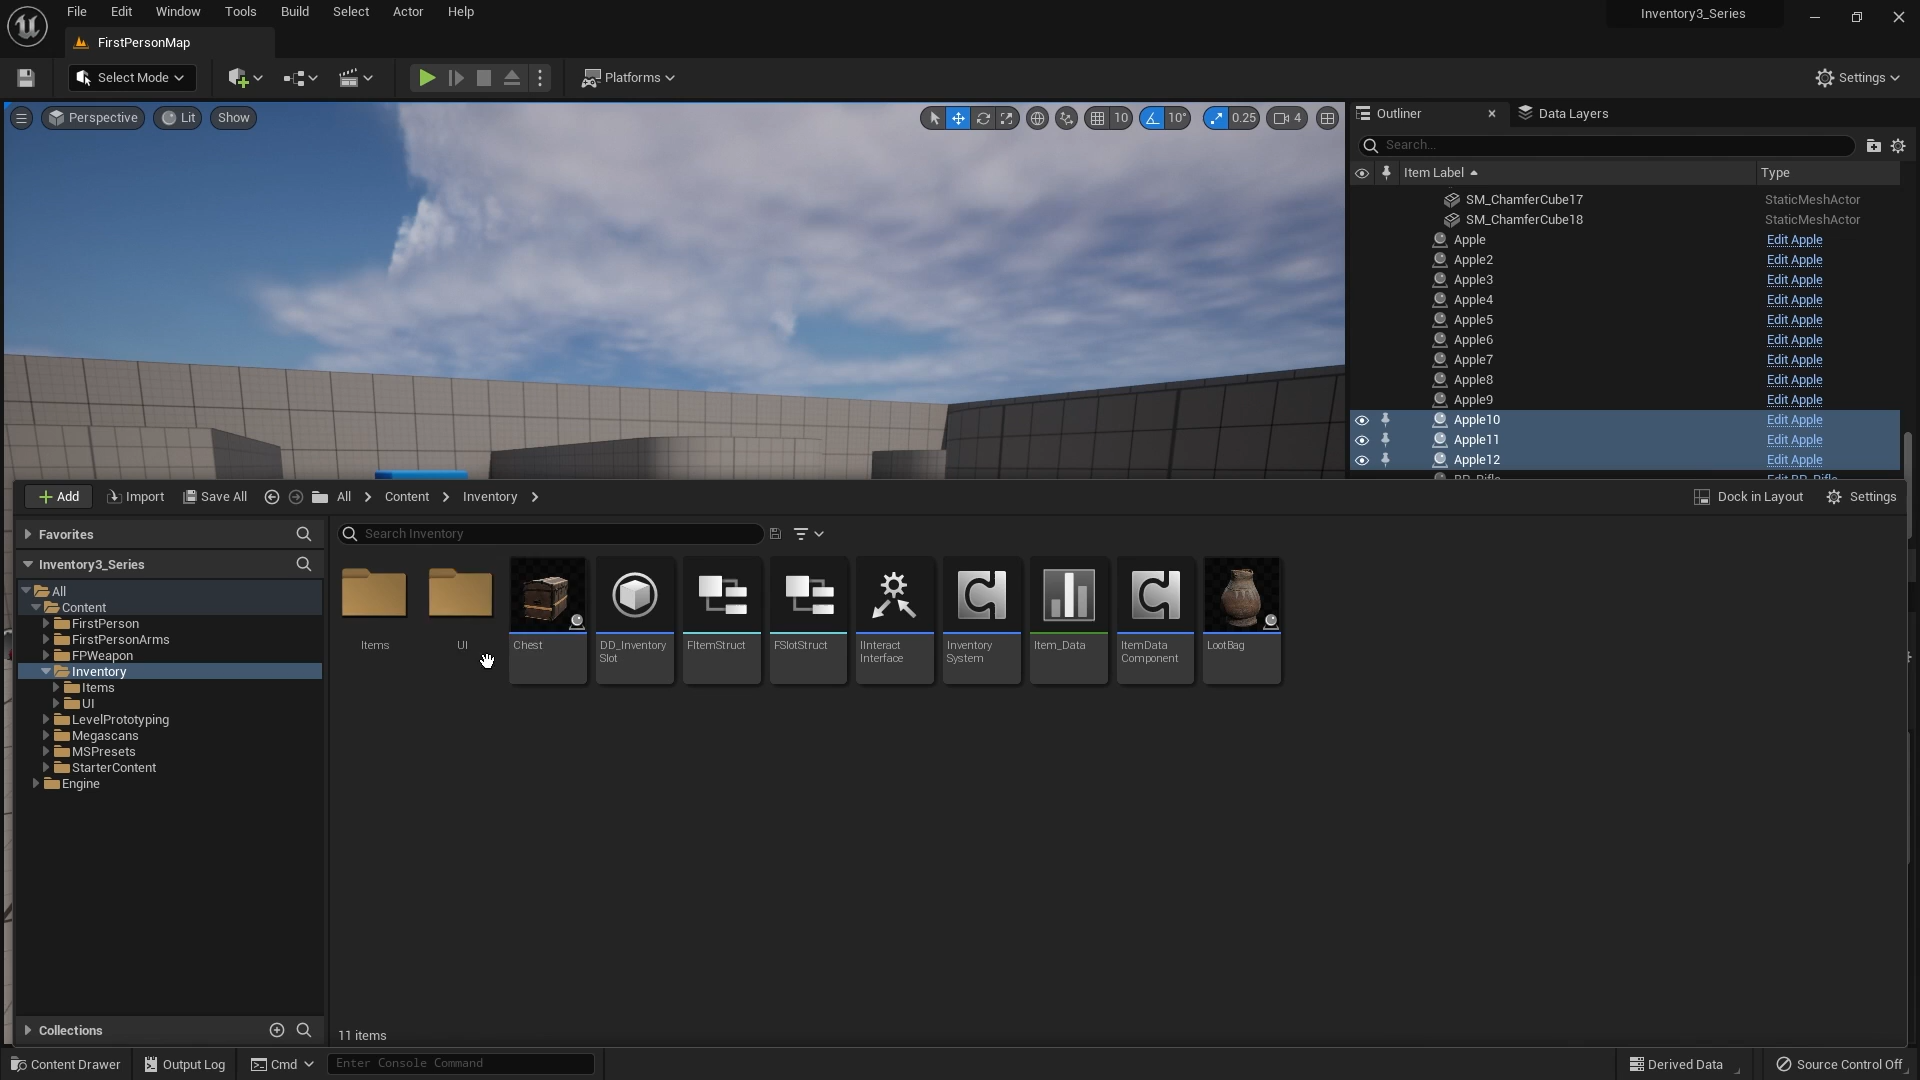 File Edit Window Tools Build Select Actor Help
Inventory3_Series
FirstPersonMap
Select Mode
Platforms
Settings
Perspective
Lit
Show
10
10°
0.25
4
Outliner
Data Layers
Search...
Item Label
Type
SM_ChamferCube17 StaticMeshActor
SM_ChamferCube18 StaticMeshActor
Apple Edit Apple
Apple2 Edit Apple
Apple3 Edit Apple
Apple4 Edit Apple
Apple5 Edit Apple
Apple6 Edit Apple
Apple7 Edit Apple
Apple8 Edit Apple
Apple9 Edit Apple
Apple10 Edit Apple
Apple11 Edit Apple
Apple12 Edit Apple
BP_Rifle Edit BP_Rifle
Add
Import
Save All
All
Content
Inventory
Dock in Layout
Settings
Favorites
Inventory3_Series
All
Content
FirstPerson
FirstPersonArms
FPWeapon
Inventory
Items
UI
LevelPrototyping
Megascans
MSPresets
StarterContent
Engine
Collections
Search Inventory
Items
UI
Chest
DD_Inventory
Slot
FItemStruct
FSlotStruct
IInteract
Interface
Inventory
System
Item_Data
ItemData
Component
LootBag
11 items
Content Drawer
Output Log
Cmd
Enter Console Command
Derived Data
Source Control Off